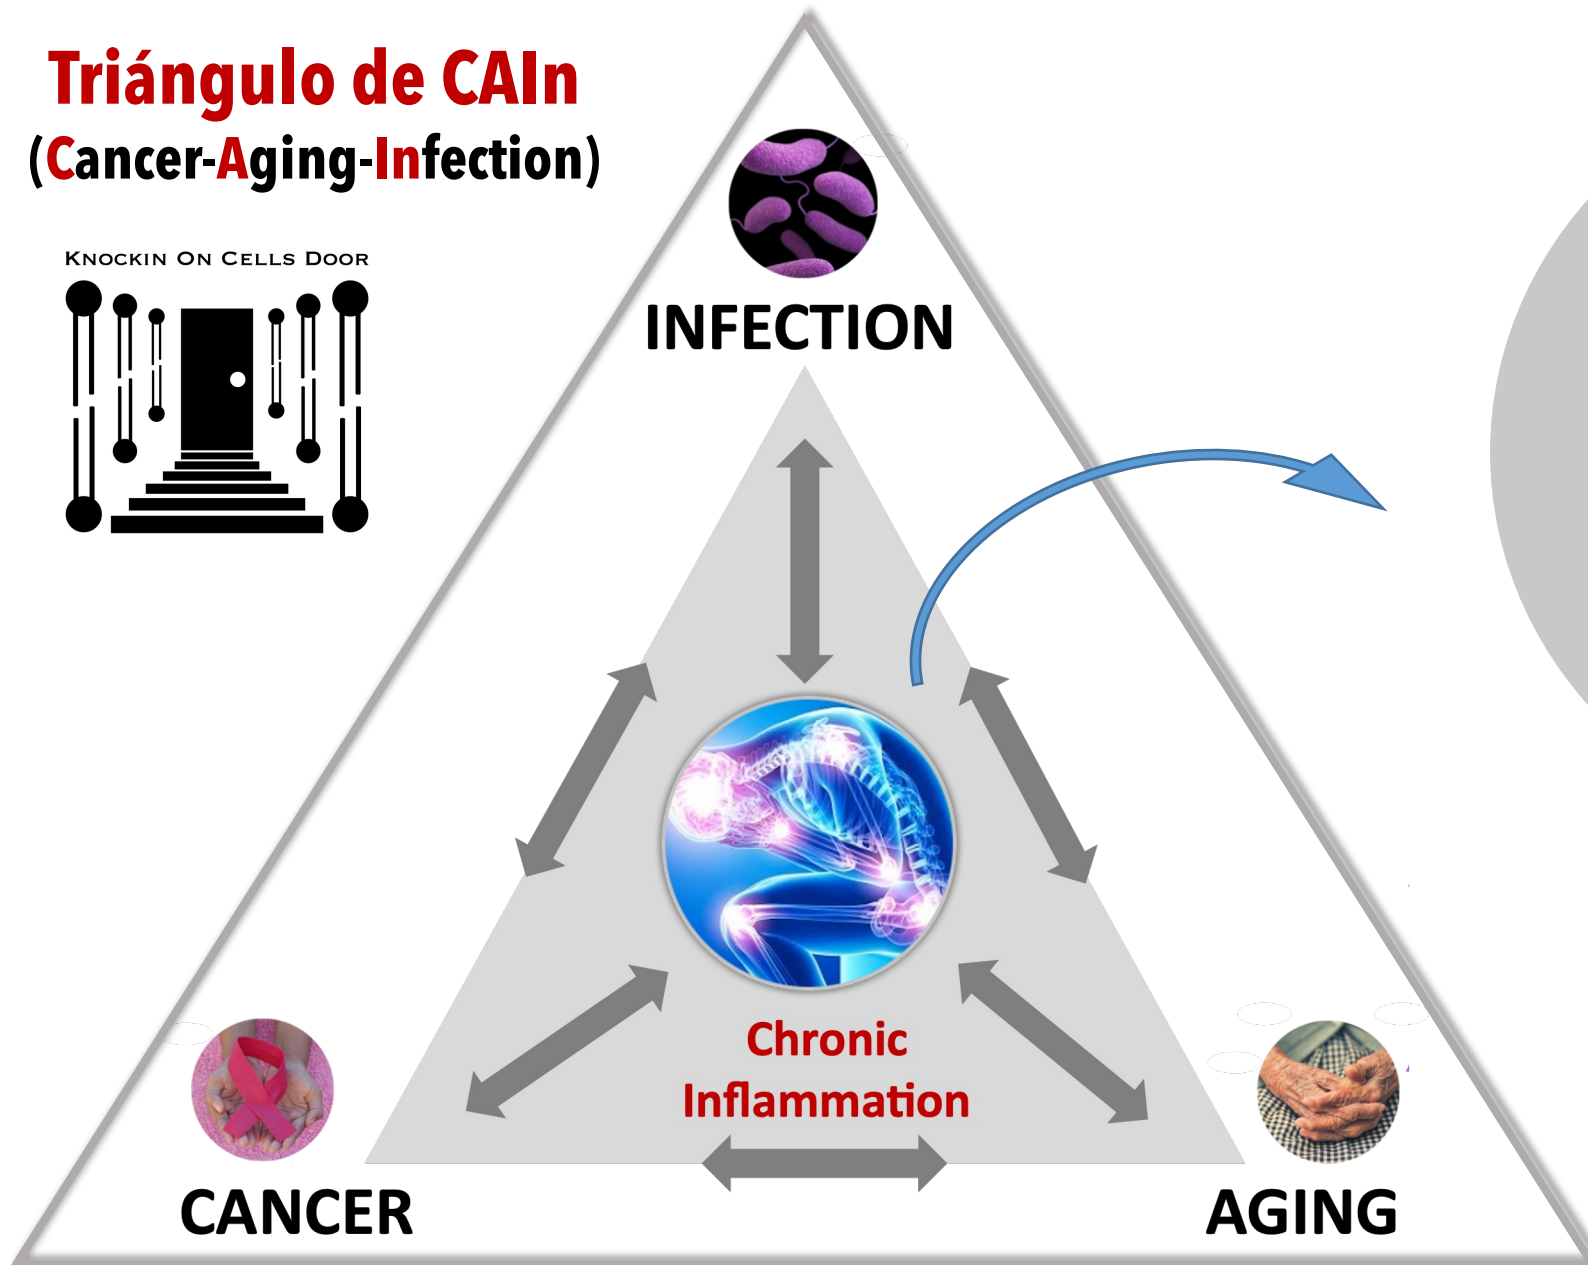 Triángulo de CAIn
(Cancer-Aging-Infection)
KNOCKIN ON CELLS DOOR
INFECTION
Chronic
Inflammation
CANCER
AGING